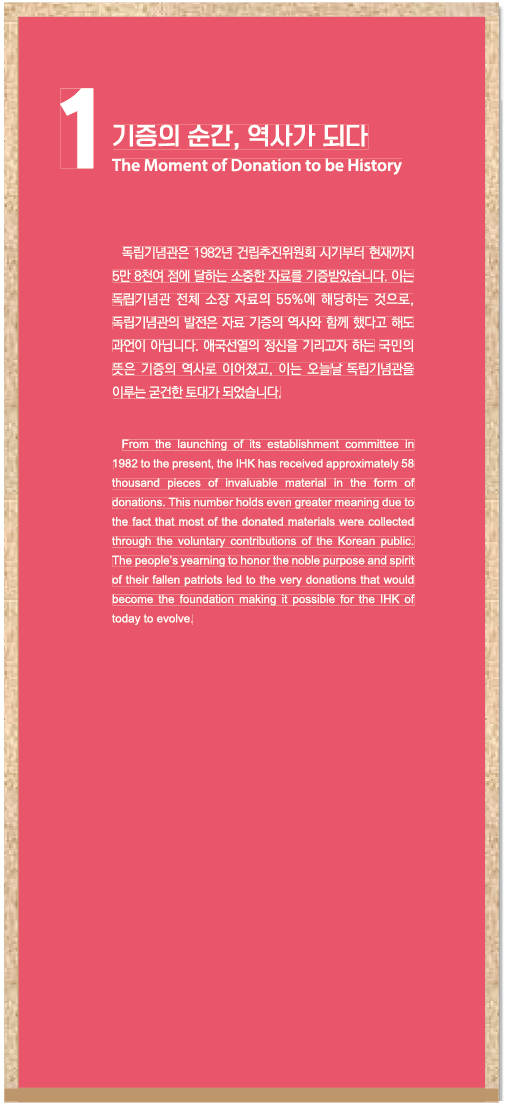 1
기증의 순간, 역사가 되다
The Moment of Donation to be History
독립기념관은 1982년 건립추진위원회 시기부터 현재까지
5만 8천여 점에 달하는 소중한 자료를 기증받았습니다. 이는
독립기념관 전체 소장 자료의 55%에 해당하는 것으로,
독립기념관의 발전은 자료 기증의 역사와 함께 했다고 해도
과언이 아닙니다. 애국선열의 정신을 기리고자 하는 국민의
뜻은 기증의 역사로 이어졌고, 이는 오늘날 독립기념관을
이루는 굳건한 토대가 되었습니다.
From the launching of its establishment committee in
1982 to the present, the IHK has received approximately 58
thousand pieces of invaluable material in the form of
donations. This number holds even greater meaning due to
the fact that most of the donated materials were collected
through the voluntary contributions of the Korean public.
The people's yearning to honor the noble purpose and spirit
of their fallen patriots led to the very donations that would
become the foundation making it possible for the IHK of
today to evolve.